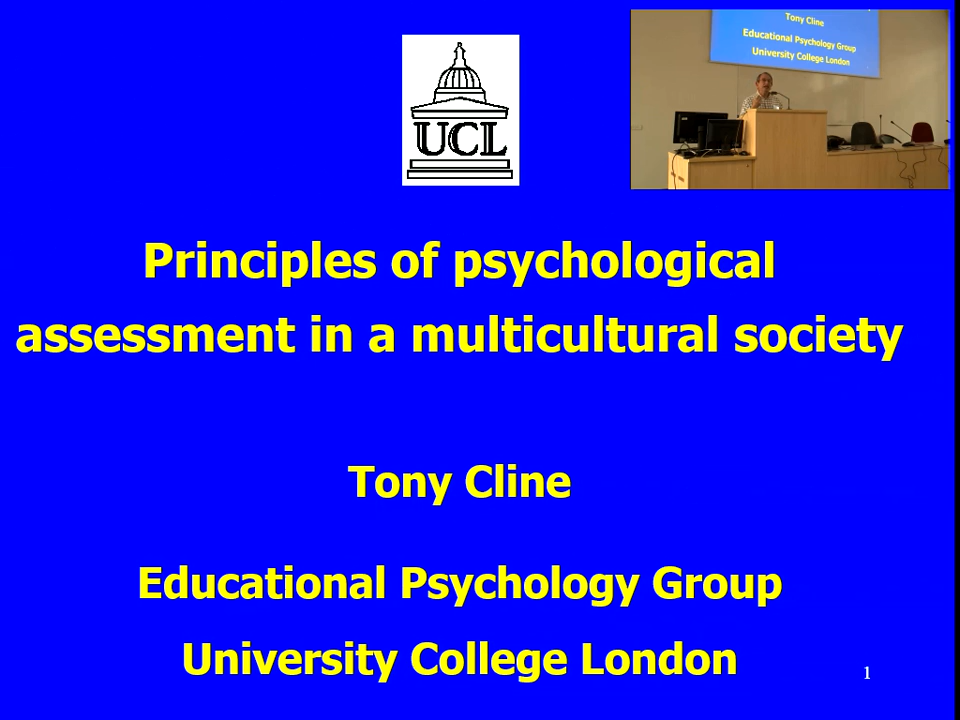 UCL
Tony Cline
Educational Psychology Group
University College London
Principles of psychological
assessment in a multicultural society
Tony Cline
Educational Psychology Group
University College London
1